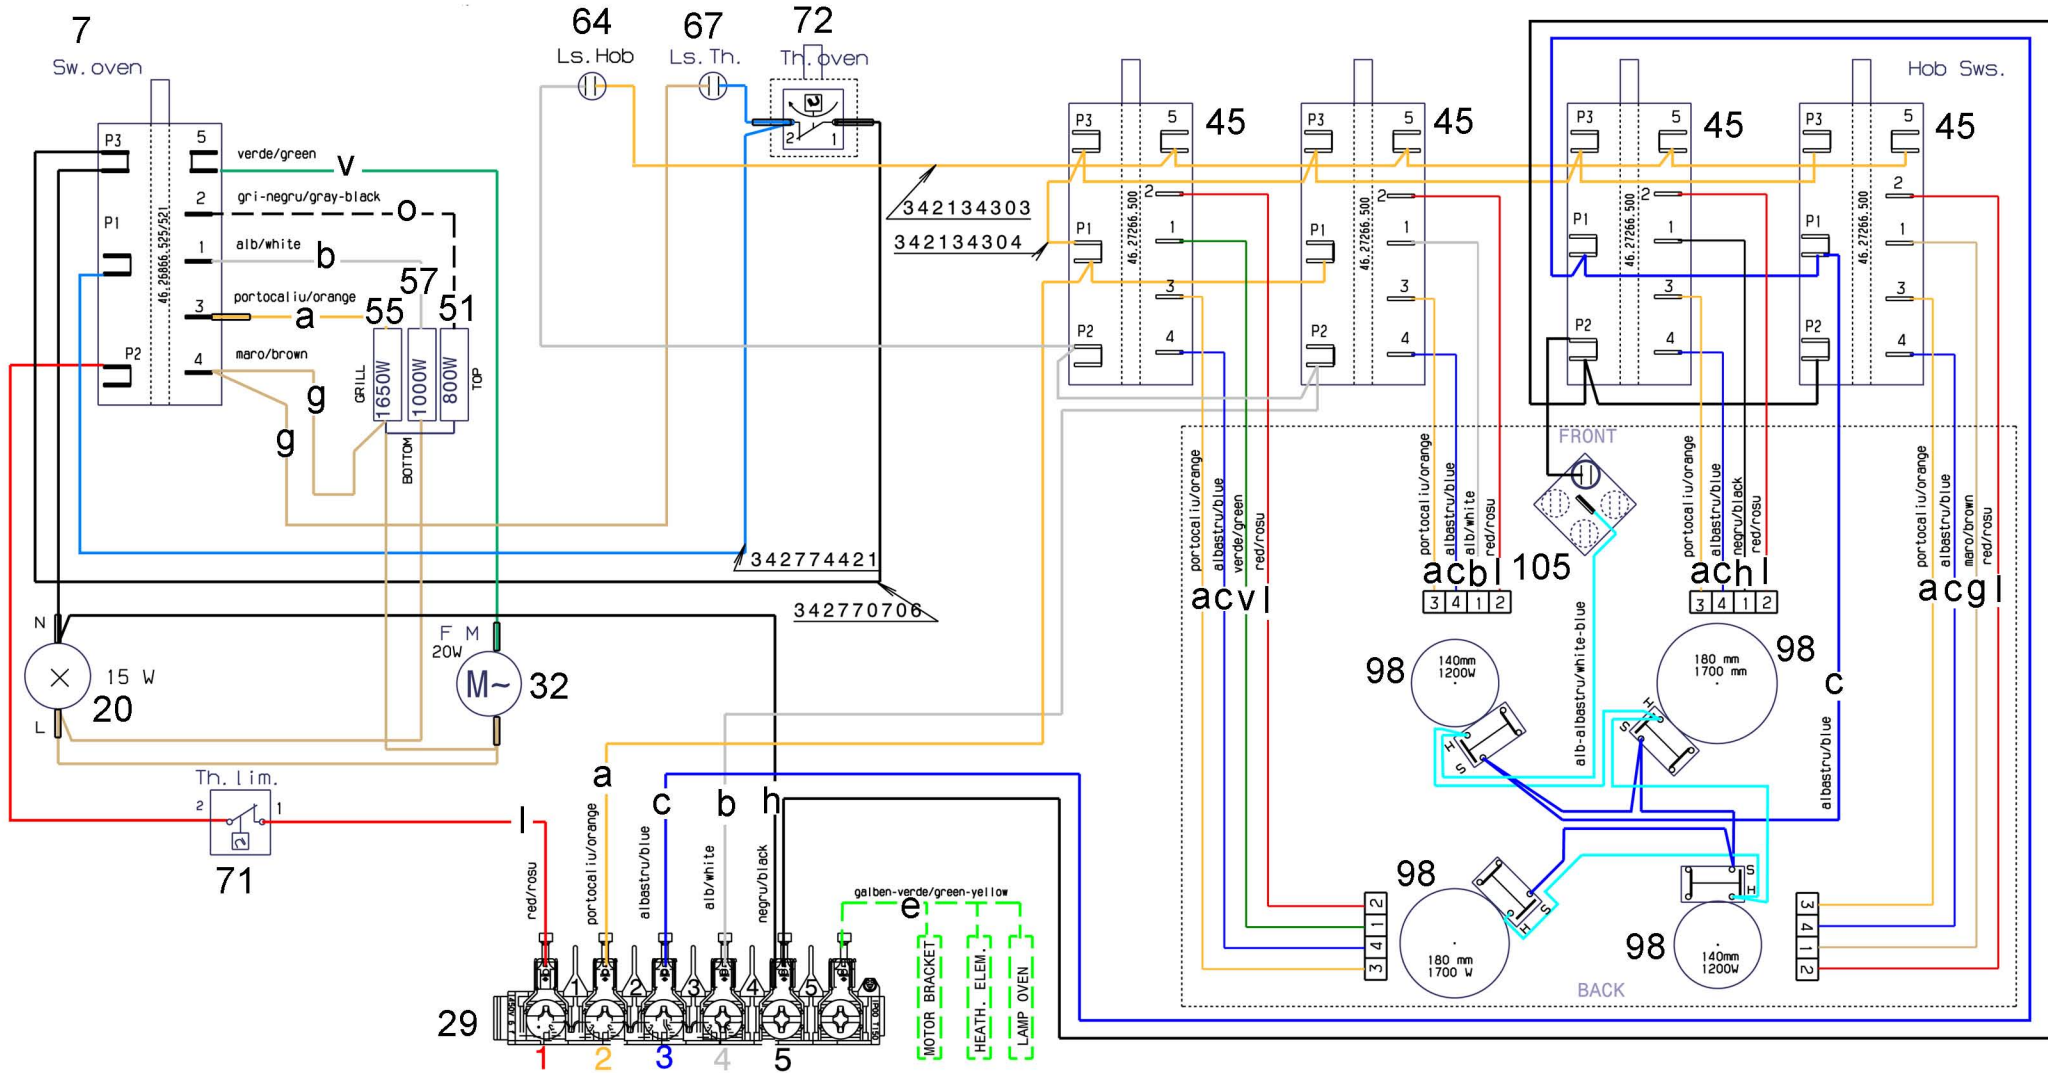 7
Sw. oven
64
Ls. Hob
67
Ls. Th.
72
Th. oven
2
1
Hob Sws.
P3
5
verde/green
v
2
gri-negru/gray-black
o
P1
1
alb/white
b
3
portocaliu/orange
a
P2
4
maro/brown
g
g
46.26866.525/521
55
57
51
GRILL
1650W
1000W
800W
TOP
BOTTOM
342134303
342134304
342774421
342770706
P3
5
45
2
P1
1
3
P2
4
46.27266.500
P3
5
45
2
P1
1
3
P2
4
46.27266.500
P3
5
45
2
P1
1
3
P2
4
46.27266.500
P3
5
45
2
P1
1
3
P2
4
46.27266.500
FRONT
portocaliu/orange
albastru/blue
verde/green
red/rosu
a c v l
portocaliu/orange
albastru/blue
alb/white
red/rosu
a c b l
3 4 1 2
105
portocaliu/orange
albastru/blue
negru/black
red/rosu
a c h l
3 4 1 2
portocaliu/orange
albastru/blue
maro/brown
red/rosu
a c g l
alb-albastru/white-blue
albastru/blue
c
98
140mm
1200W
H
S
98
180 mm
1700 mm
H
S
98
180 mm
1700 W
S
H
2
1
4
3
98
140mm
1200W
S
H
3
4
1
2
BACK
N
L
15 W
20
F M
20W
M~
32
Th. lim.
2
1
71
l
red/rosu
a
portocaliu/orange
c
albastru/blue
b
alb/white
h
negru/black
galben-verde/green-yellow
e
MOTOR BRACKET
HEATH. ELEM.
LAMP OVEN
29
1
2
3
4
5
1
2
3
4
5